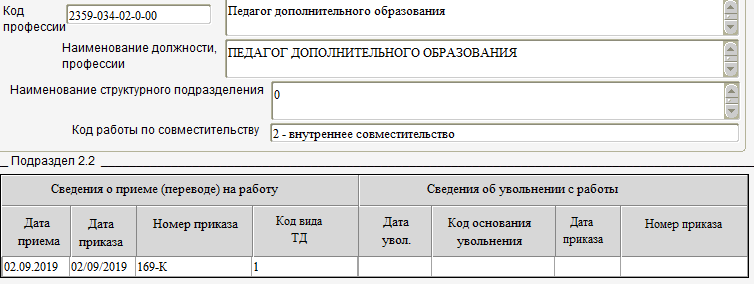 Код
профессии
2359-034-02-0-00
Педагог дополнительного образования
Наименование должности,
профессии
ПЕДАГОГ ДОПОЛНИТЕЛЬНОГО ОБРАЗОВАНИЯ
Наименование структурного подразделения
0
Код работы по совместительству
2 - внутреннее совместительство
Подраздел 2.2
Сведения о приеме (переводе) на работу
Сведения об увольнении с работы
Дата
приема
Дата
приказа
Номер приказа
Код вида
ТД
Дата
увол.
Код основания
увольнения
Дата
приказа
Номер приказа
02.09.2019
02/09/2019
169-К
1